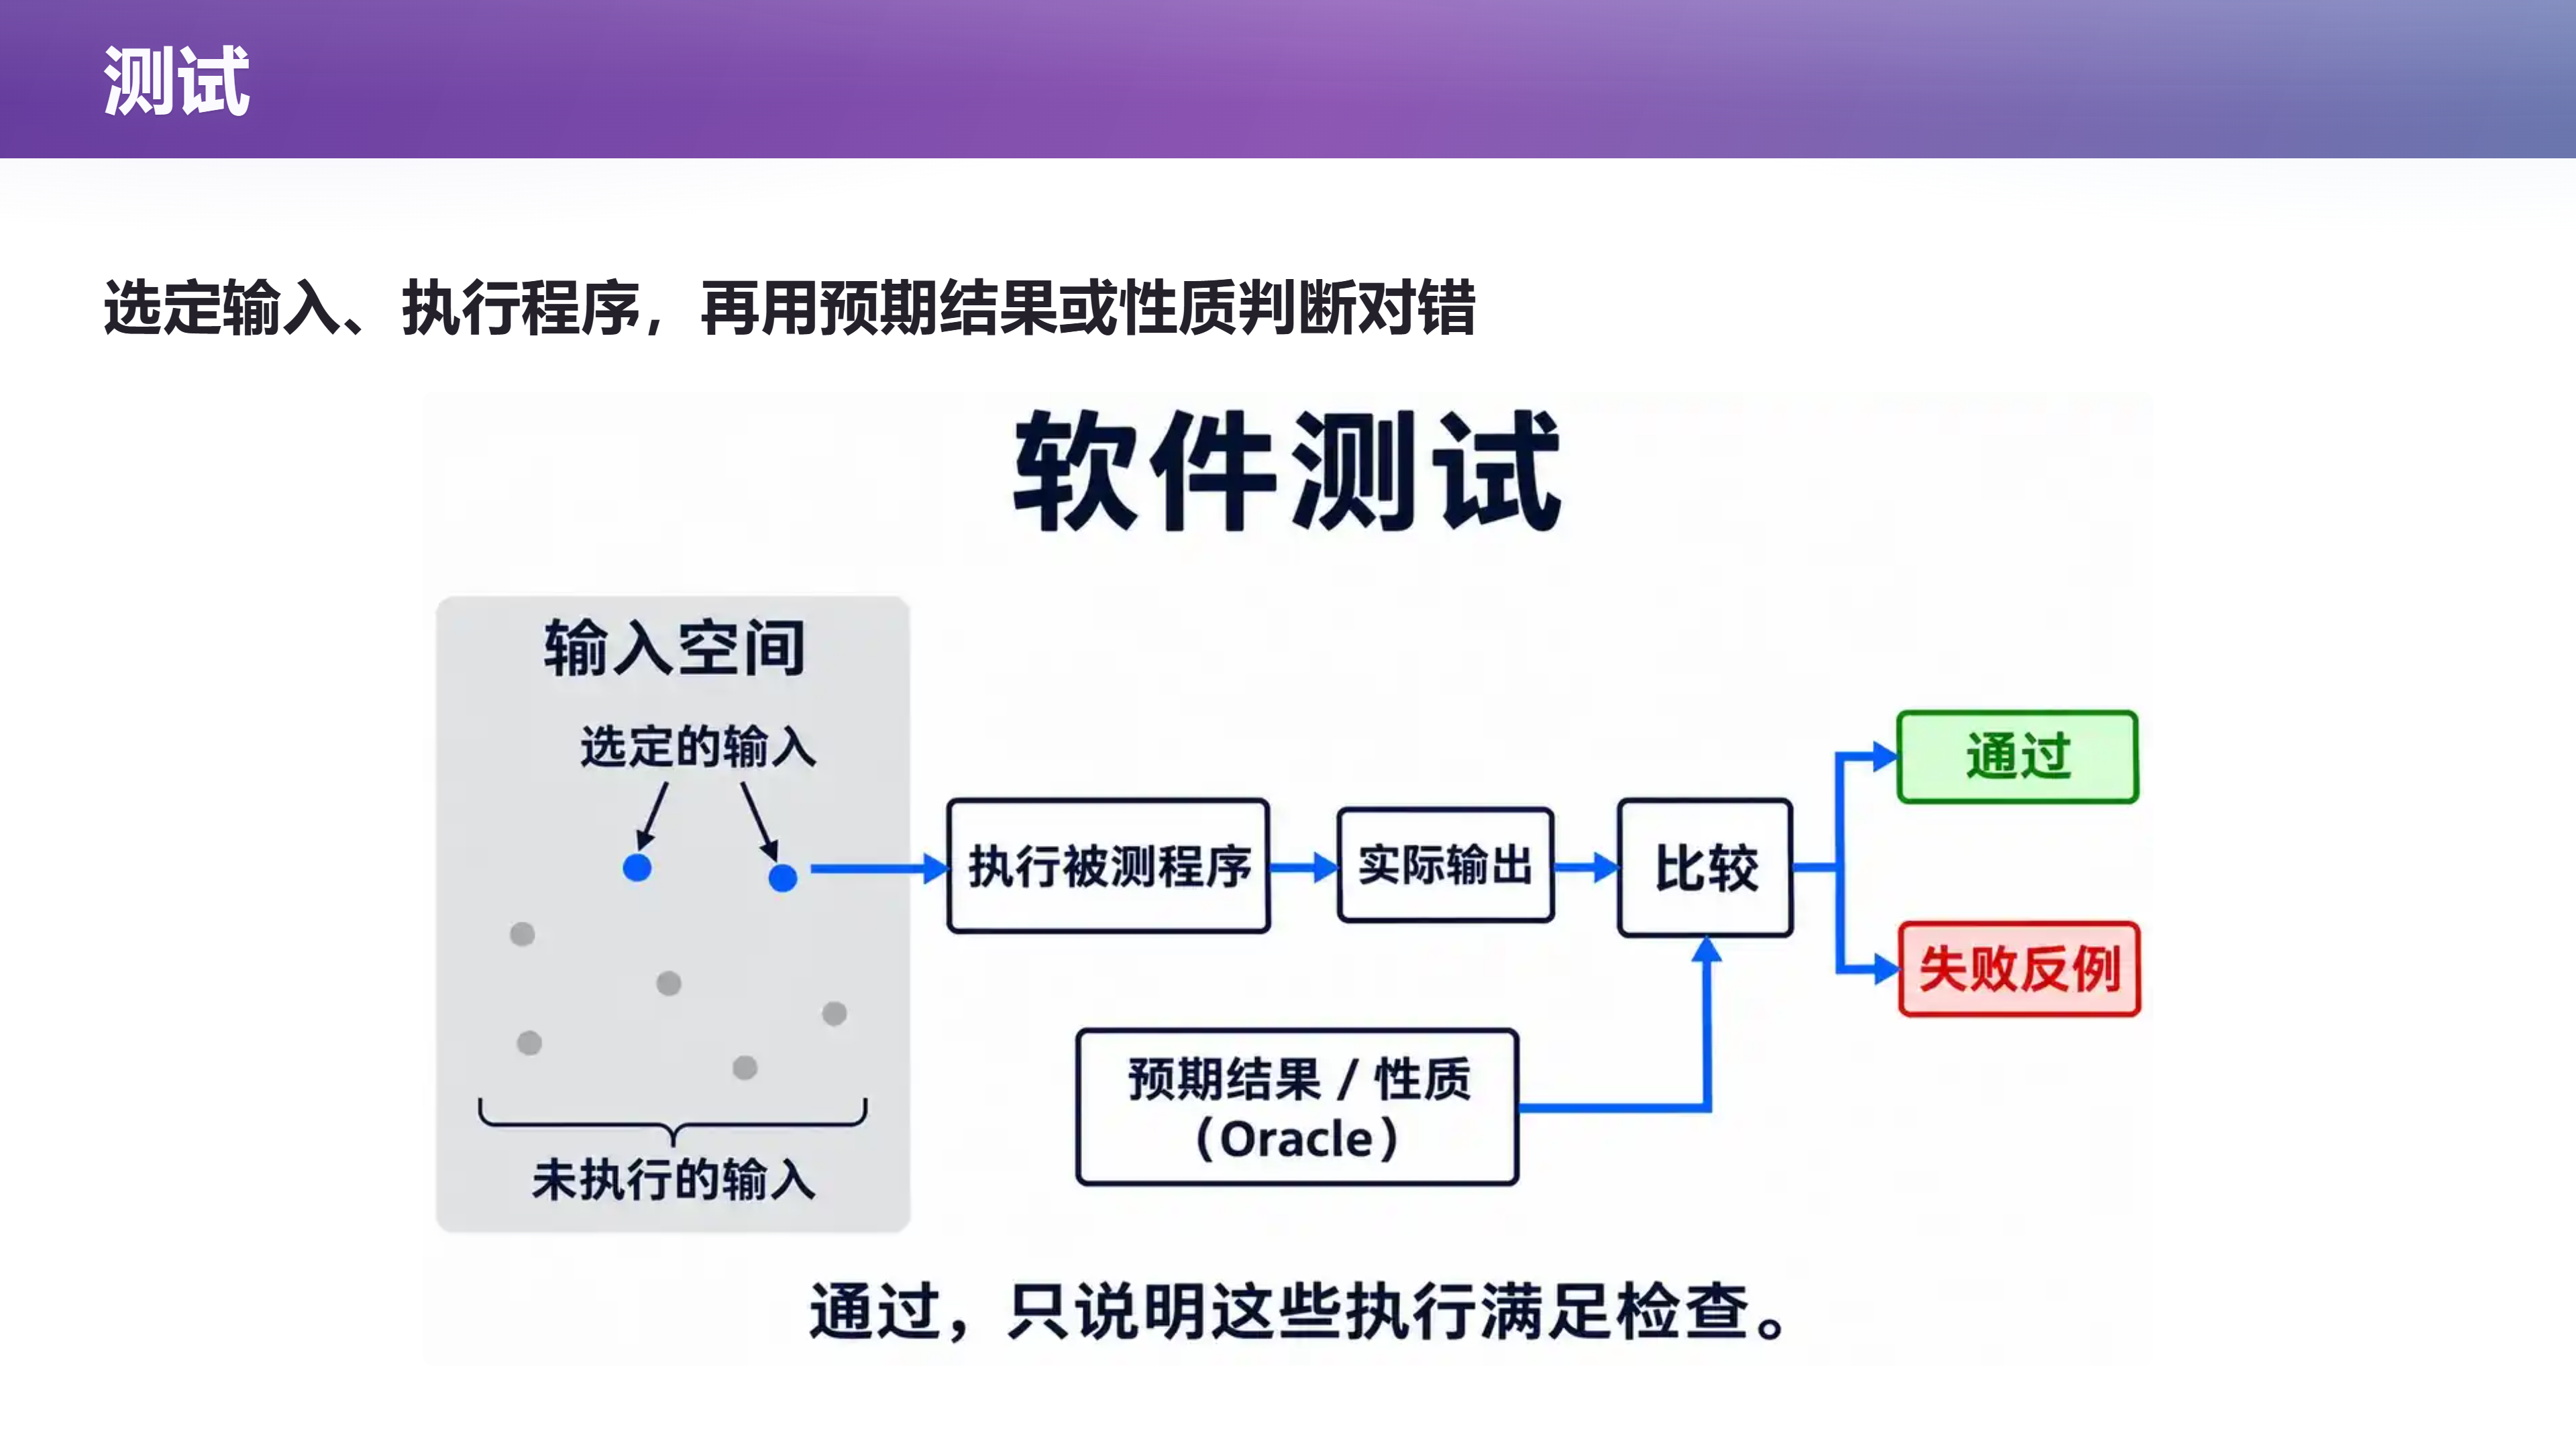 测试
选定输入、执行程序，再用预期结果或性质判断对错
软件测试
输入空间
选定的输入
未执行的输入
执行被测程序
实际输出
比较
预期结果 / 性质
（Oracle）
通过
失败反例
通过，只说明这些执行满足检查。